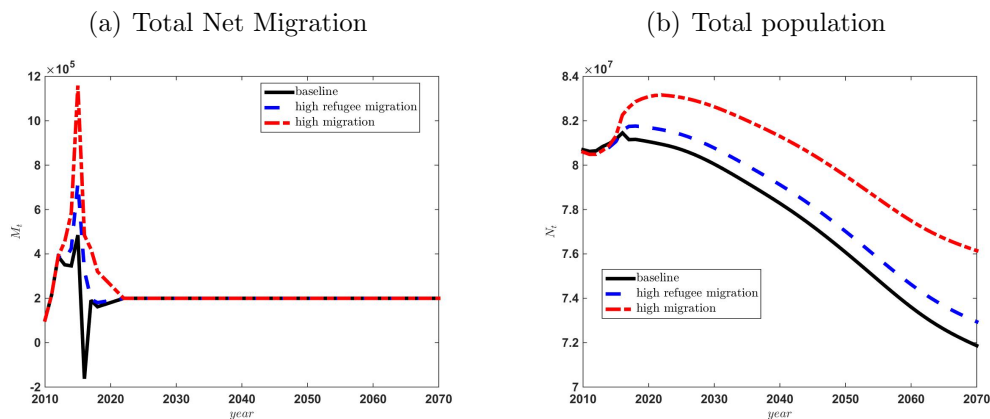 (a) Total Net Migration
×10⁵
12
10
8
6
4
2
0
-2
M_t
2010 2020 2030 2040 2050 2060 2070
year
baseline
high refugee migration
high migration
(b) Total population
×10⁷
8.4
8.2
8
7.8
7.6
7.4
7.2
7
N_t
2010 2020 2030 2040 2050 2060 2070
year
baseline
high refugee migration
high migration